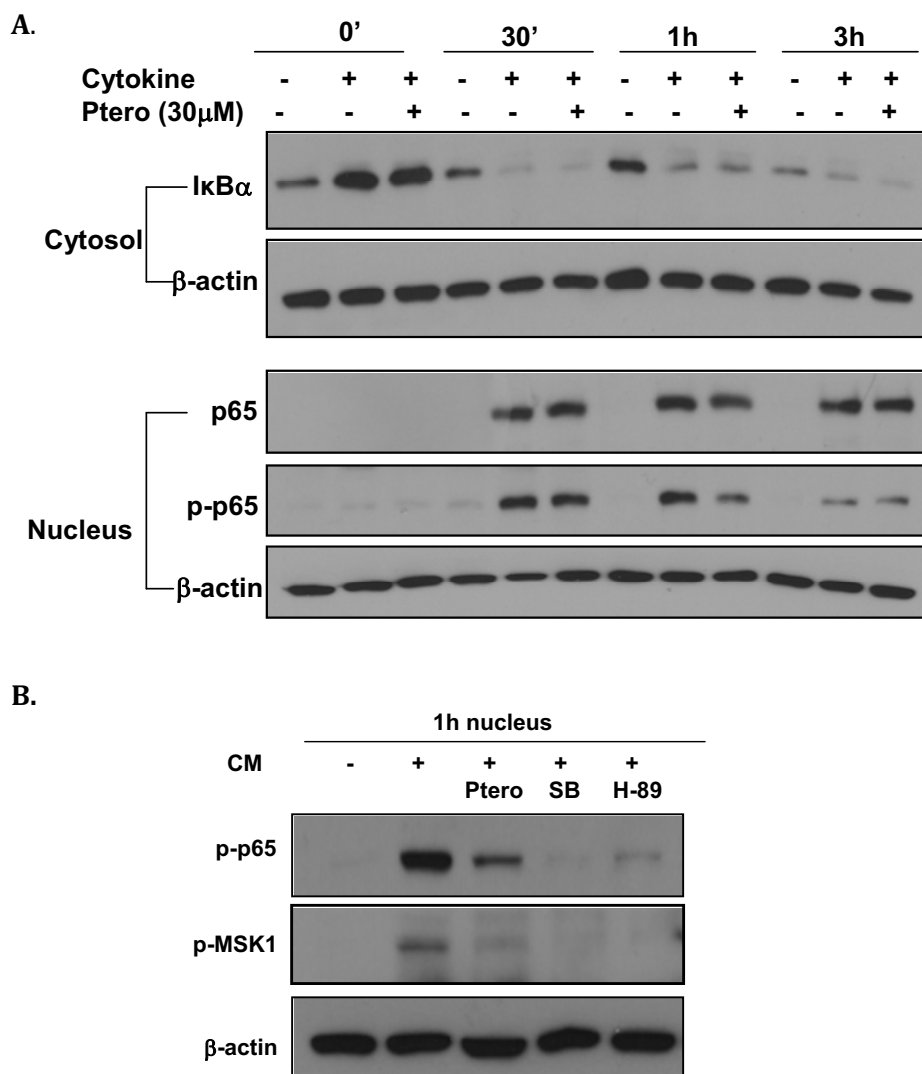 A.
0' 30' 1h 3h
Cytokine - + + - + + - + + - + +
Ptero (30μM) - - + - - + - - + - - +
IκBα
Cytosol
β-actin
p65
p-p65
Nucleus
β-actin
B.
1h nucleus
CM - + + + +
Ptero SB H-89
p-p65
p-MSK1
β-actin